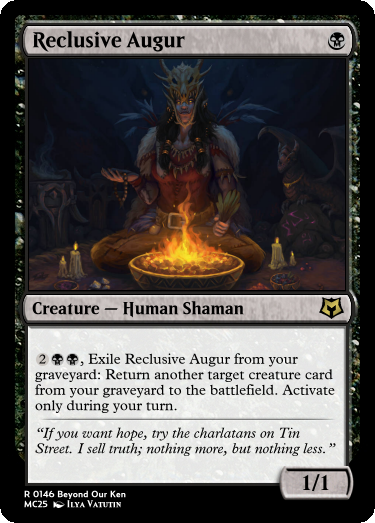 Reclusive Augur
Creature — Human Shaman
2, Exile Reclusive Augur from your
graveyard: Return another target creature card
from your graveyard to the battlefield. Activate
only during your turn.
“If you want hope, try the charlatans on Tin
Street. I sell truth; nothing more, but nothing less.”
1/1
R 0146 Beyond Our Ken
MC25 Ilya Vatutin